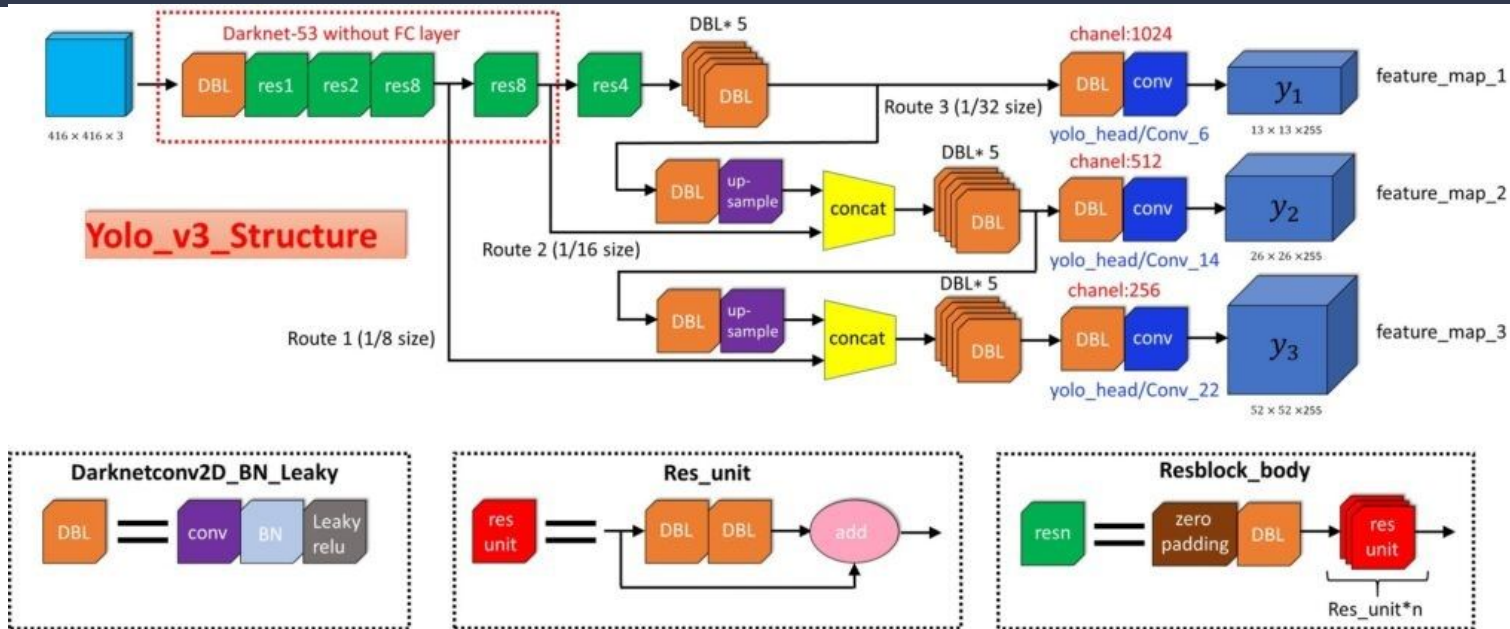 Darknet-53 without FC layer
DBL
res1
res2
res8
res8
res4
DBL* 5
DBL
416 × 416 × 3
Route 3 (1/32 size)
chanel:1024
DBL
conv
yolo_head/Conv_6
y₁
13 × 13 ×255
feature_map_1
Yolo_v3_Structure
DBL
up-
sample
concat
Route 2 (1/16 size)
DBL* 5
DBL
chanel:512
DBL
conv
yolo_head/Conv_14
y₂
26 × 26 ×255
feature_map_2
Route 1 (1/8 size)
DBL
up-
sample
concat
DBL* 5
DBL
chanel:256
DBL
conv
yolo_head/Conv_22
y₃
52 × 52 ×255
feature_map_3
Darknetconv2D_BN_Leaky
DBL
conv
BN
Leaky
relu
Res_unit
res
unit
DBL
DBL
add
Resblock_body
resn
zero
padding
DBL
res
unit
Res_unit*n